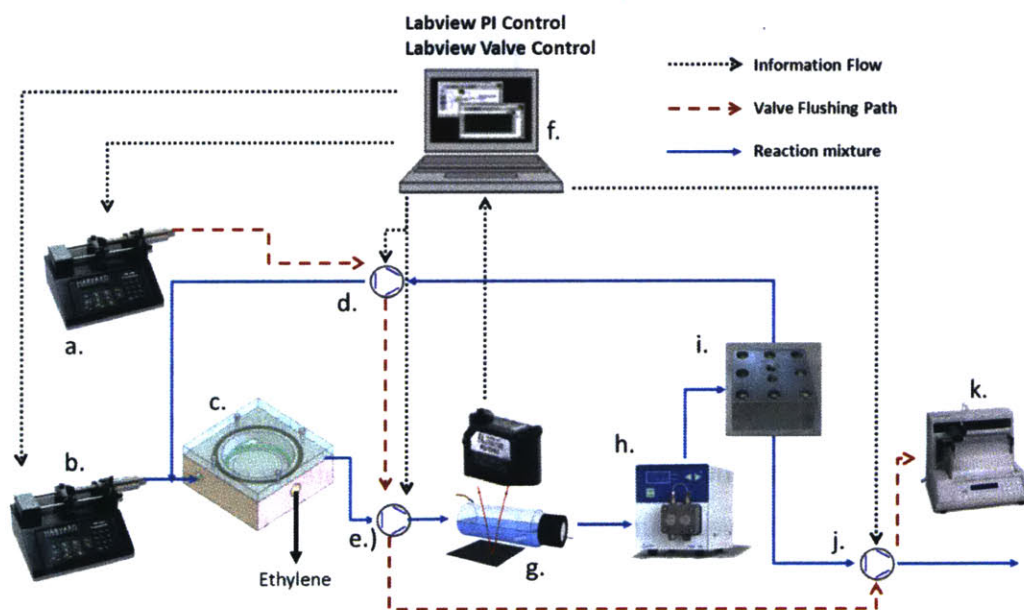 Labview PI Control
Labview Valve Control
Information Flow
Valve Flushing Path
Reaction mixture
f.
a.
d.
i.
k.
c.
b.
h.
e.)
g.
j.
Ethylene